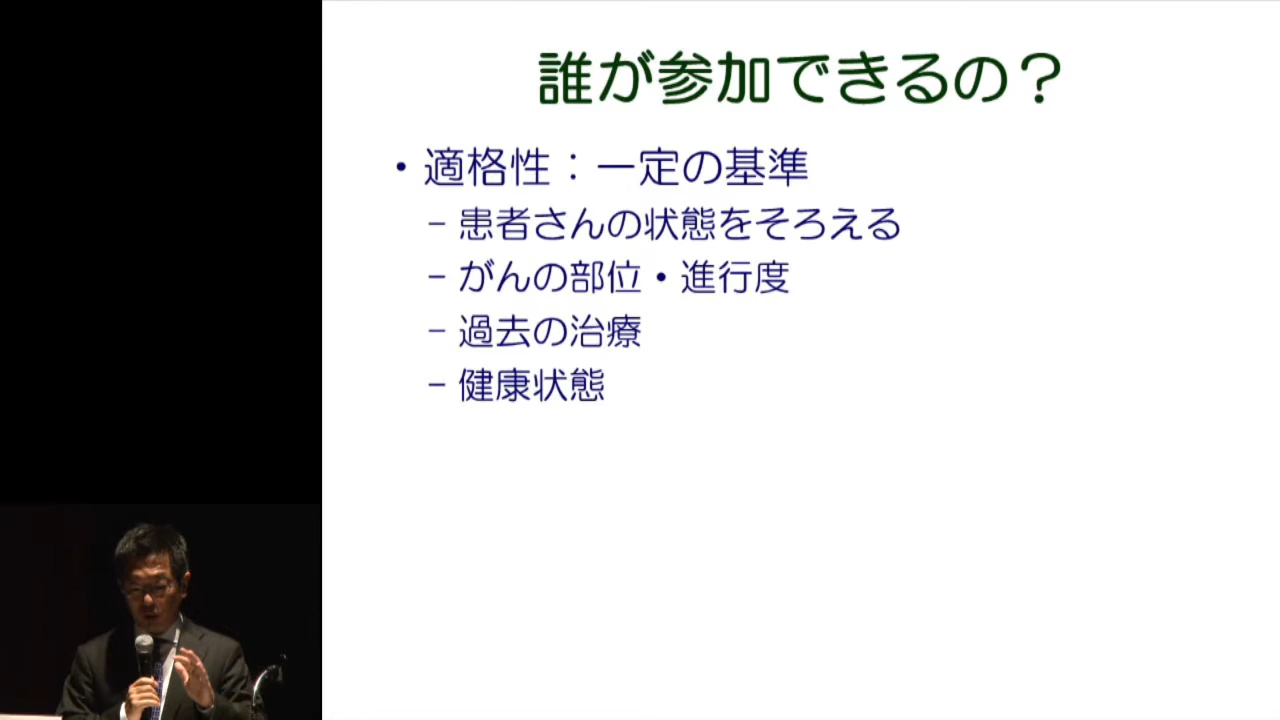 誰が参加できるの？
・適格性：一定の基準
－患者さんの状態をそろえる
－がんの部位・進行度
－過去の治療
－健康状態